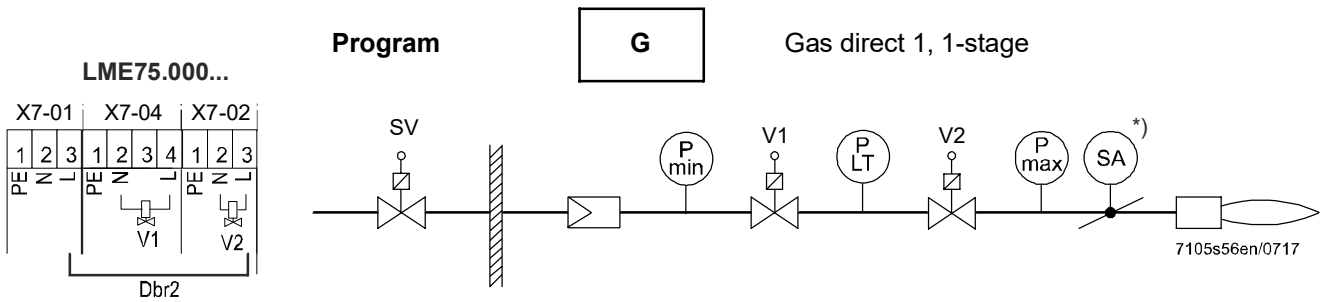 Program G Gas direct 1, 1-stage
LME75.000...
X7-01 X7-04 X7-02
1 2 3 1 2 3 4 1 2 3
PE N L PE N L PE N L
V1 V2
Dbr2
SV P min V1 P LT V2 P max SA *)
7105s56en/0717